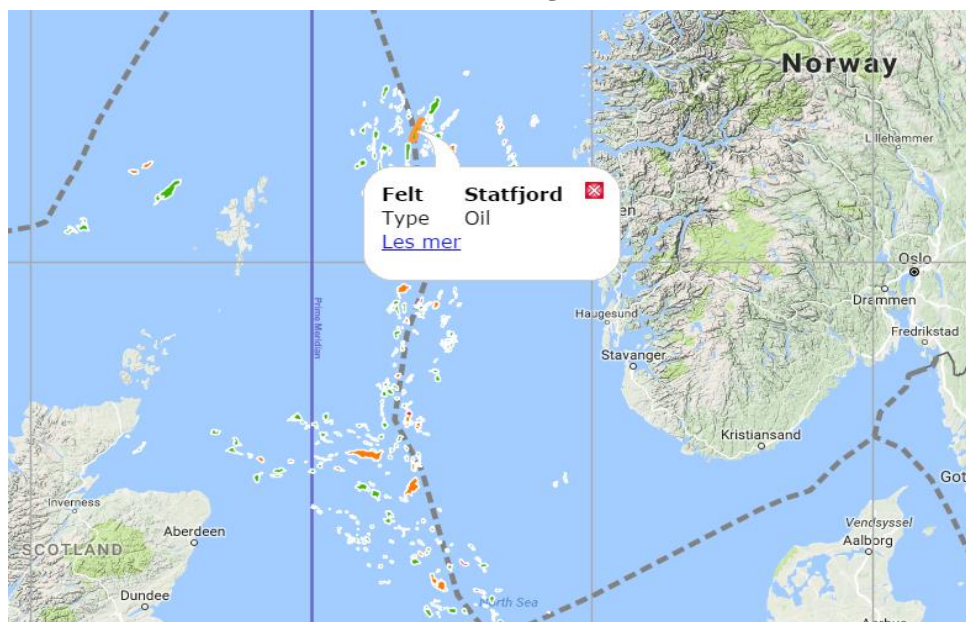 Norway
Lillehammer
Felt Statfjord
Type Oil
Les mer
en
Oslo
Drammen
Haugesund
Prime Meridian
Fredrikstad
Stavanger
Kristiansand
Got
Inverness
Aberdeen
Vendsyssel
Aalborg
SCOTLAND
Dundee
North Sea